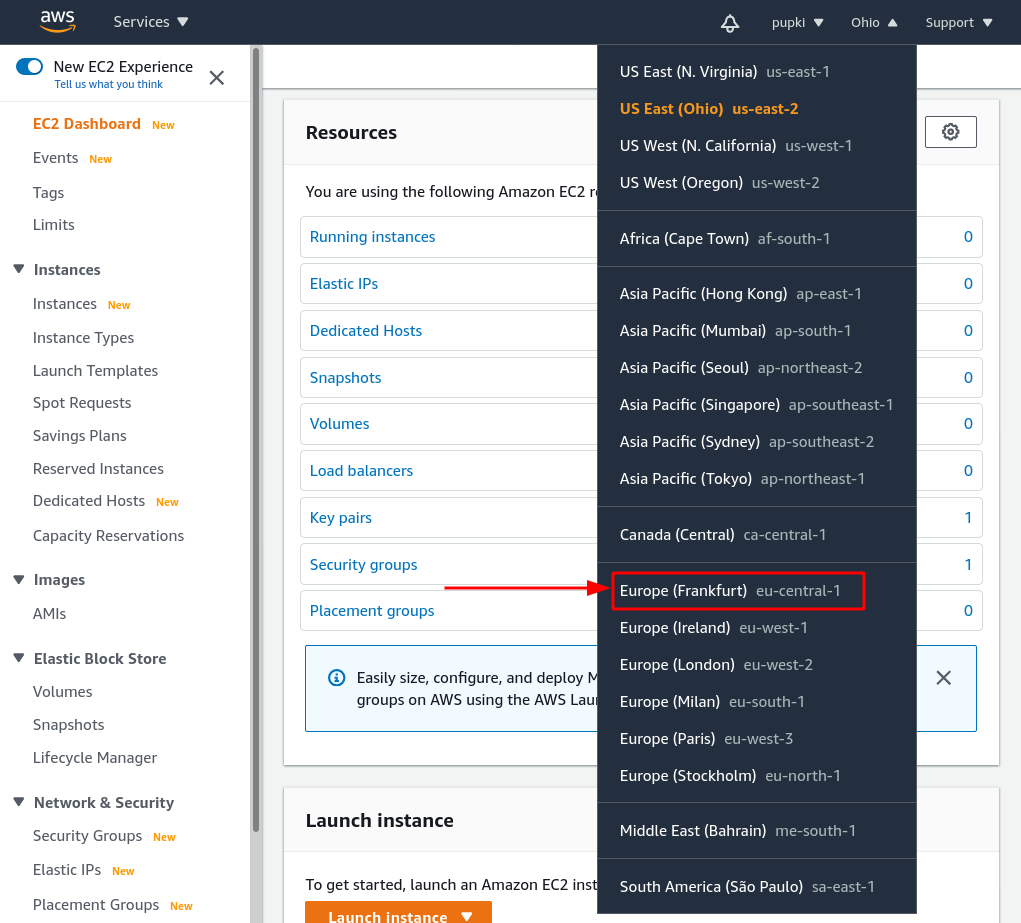 aws
Services
pupki
Ohio
Support
New EC2 Experience
Tell us what you think
EC2 Dashboard New
Events New
Tags
Limits
Instances
Instances New
Instance Types
Launch Templates
Spot Requests
Savings Plans
Reserved Instances
Dedicated Hosts New
Capacity Reservations
Images
AMIs
Elastic Block Store
Volumes
Snapshots
Lifecycle Manager
Network & Security
Security Groups New
Elastic IPs New
Placement Groups New
Resources
You are using the following Amazon EC2 r
Running instances 0
Elastic IPs 0
Dedicated Hosts 0
Snapshots 0
Volumes 0
Load balancers 0
Key pairs 1
Security groups 1
Placement groups 0
Easily size, configure, and deploy M
groups on AWS using the AWS Lau
Launch instance
To get started, launch an Amazon EC2 inst
Launch instance
US East (N. Virginia) us-east-1
US East (Ohio) us-east-2
US West (N. California) us-west-1
US West (Oregon) us-west-2
Africa (Cape Town) af-south-1
Asia Pacific (Hong Kong) ap-east-1
Asia Pacific (Mumbai) ap-south-1
Asia Pacific (Seoul) ap-northeast-2
Asia Pacific (Singapore) ap-southeast-1
Asia Pacific (Sydney) ap-southeast-2
Asia Pacific (Tokyo) ap-northeast-1
Canada (Central) ca-central-1
Europe (Frankfurt) eu-central-1
Europe (Ireland) eu-west-1
Europe (London) eu-west-2
Europe (Milan) eu-south-1
Europe (Paris) eu-west-3
Europe (Stockholm) eu-north-1
Middle East (Bahrain) me-south-1
South America (São Paulo) sa-east-1